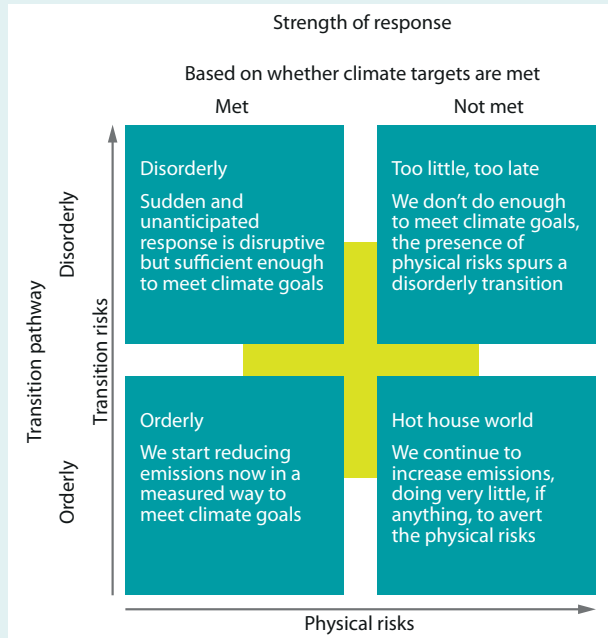 Strength of response
Based on whether climate targets are met
Met
Not met
Transition pathway
Disorderly
Orderly
Transition risks
Disorderly
Sudden and
unanticipated
response is disruptive
but sufficient enough
to meet climate goals
Too little, too late
We don't do enough
to meet climate goals,
the presence of
physical risks spurs a
disorderly transition
Orderly
We start reducing
emissions now in a
measured way to
meet climate goals
Hot house world
We continue to
increase emissions,
doing very little, if
anything, to avert
the physical risks
Physical risks